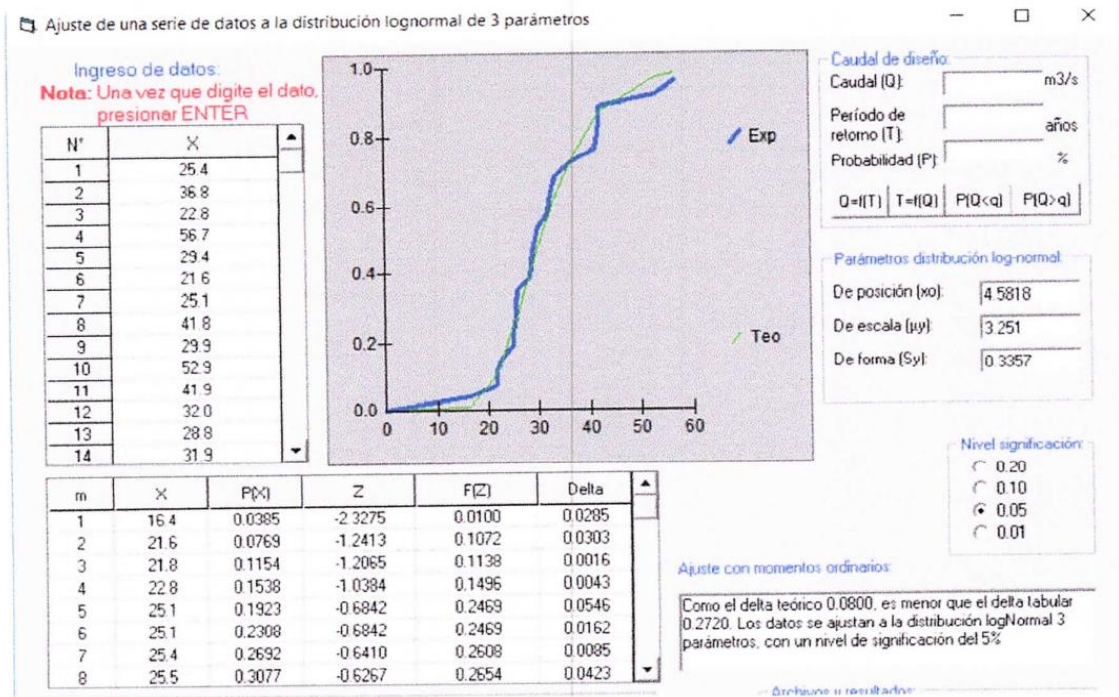 Ajuste de una serie de datos a la distribución lognormal de 3 parámetros
Ingreso de datos:
Nota: Una vez que digite el dato,
presionar ENTER
N° X
1 25.4
2 36.8
3 22.8
4 56.7
5 29.4
6 21.6
7 25.1
8 41.8
9 29.9
10 52.9
11 41.9
12 32.0
13 28.8
14 31.9
1.0
0.8
0.6
0.4
0.2
0.0
0 10 20 30 40 50 60
Exp
Teo
Caudal de diseño:
Caudal (Q): m3/s
Período de
retorno (T): años
Probabilidad (P): %
Q=f(T) T=f(Q) P(Q<q) P(Q>q)
Parámetros distribución log-normal:
De posición (xo): 4.5818
De escala (μy): 3.251
De forma (Sy): 0.3357
Nivel significación:
0.20
0.10
0.05
0.01
m X P(X) Z F(Z) Delta
1 16.4 0.0385 -2.3275 0.0100 0.0285
2 21.6 0.0769 -1.2413 0.1072 0.0303
3 21.8 0.1154 -1.2065 0.1138 0.0016
4 22.8 0.1538 -1.0384 0.1496 0.0043
5 25.1 0.1923 -0.6842 0.2469 0.0546
6 25.1 0.2308 -0.6842 0.2469 0.0162
7 25.4 0.2692 -0.6410 0.2608 0.0085
8 25.5 0.3077 -0.6267 0.2654 0.0423
Ajuste con momentos ordinarios:
Como el delta teórico 0.0800, es menor que el delta tabular
0.2720. Los datos se ajustan a la distribución logNormal 3
parámetros, con un nivel de significación del 5%
Archivos y resultados: